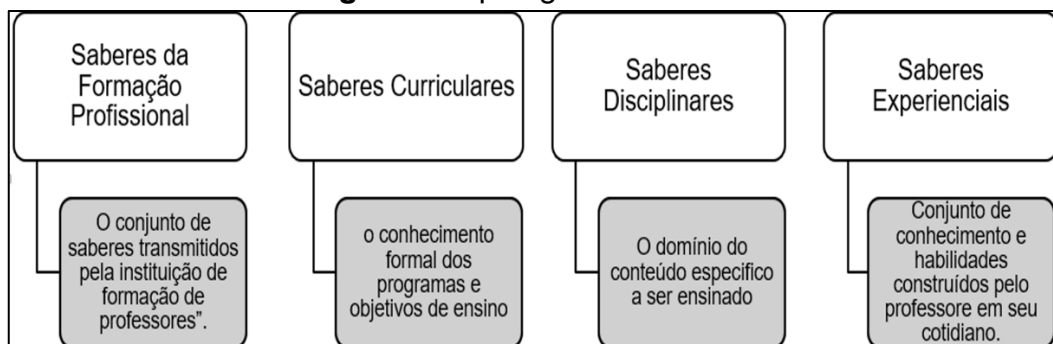 Saberes da
Formação
Profissional
O conjunto de
saberes transmitidos
pela instituição de
formação de
professores”.
Saberes Curriculares
o conhecimento
formal dos
programas e
objetivos de ensino
Saberes
Disciplinares
O domínio do
conteúdo especifico
a ser ensinado
Saberes
Experienciais
Conjunto de
conhecimento e
habilidades
construídos pelo
professore em seu
cotidiano.